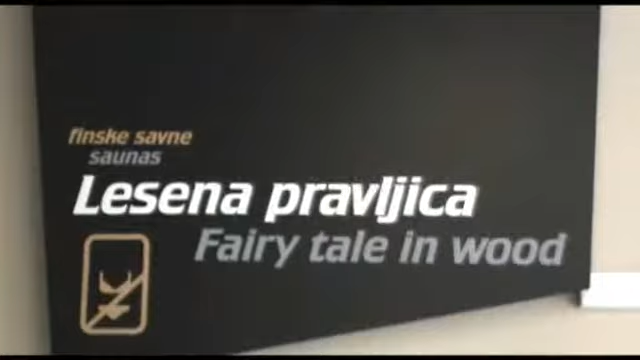 finske savne
saunas
Lesena pravljica
Fairy tale in wood